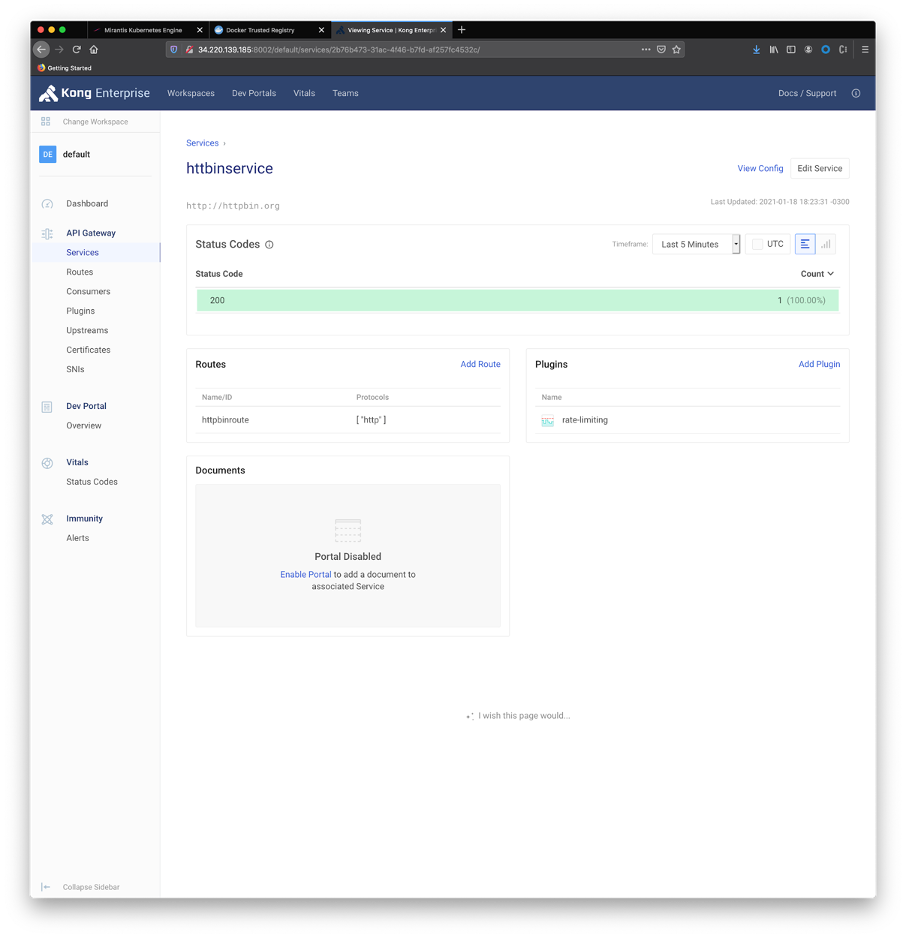 Mirantis Kubernetes Engine
Docker Trusted Registry
Viewing Service | Kong Enterpri
34.220.139.185:8002/default/services/2b76b473-31ac-4f46-b7fd-af257fc4532c/
Getting Started
Kong Enterprise
Workspaces
Dev Portals
Vitals
Teams
Docs / Support
Change Workspace
DE
default
Dashboard
API Gateway
Services
Routes
Consumers
Plugins
Upstreams
Certificates
SNIs
Dev Portal
Overview
Vitals
Status Codes
Immunity
Alerts
Collapse Sidebar
Services ›
httbinservice
View Config
Edit Service
http://httpbin.org
Last Updated: 2021-01-18 18:23:31 -0300
Status Codes
Timeframe:
Last 5 Minutes
UTC
Status Code
Count
200
1 (100.00%)
Routes
Add Route
Name/ID
Protocols
httpbinroute
[ "http" ]
Plugins
Add Plugin
Name
rate-limiting
Documents
Portal Disabled
Enable Portal to add a document to
associated Service
I wish this page would...